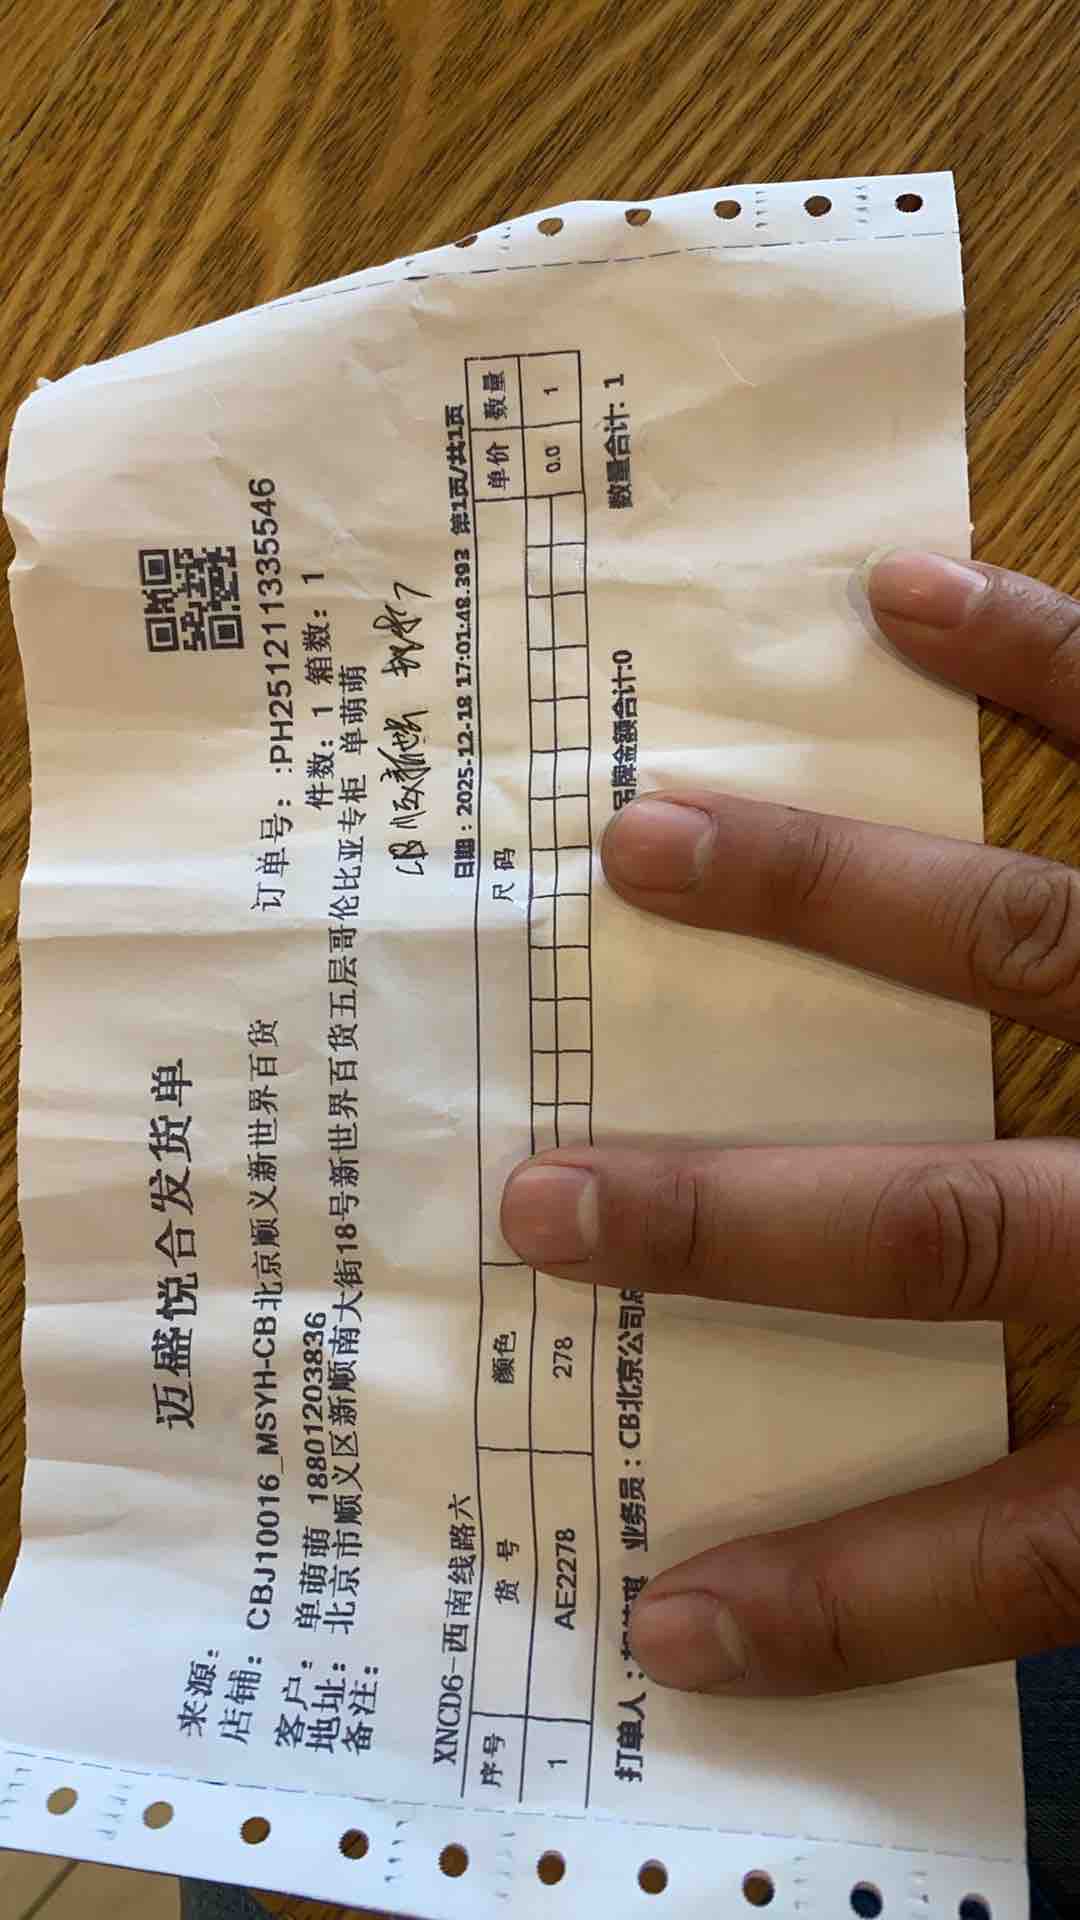 迈盛悦合发货单
来源:
店铺: CBJ10016_MSYH-CB北京顺义新世界百货 订单号: :PH251211335546
客户: 单萌萌 18801203836 件数: 1 箱数: 1
地址: 北京市顺义区新顺南大街18号新世界百货五层哥伦比亚专柜 单萌萌
备注:
CB
XNCD6-西南线路六 日期: 2025-12-18 17:01:48.393 第1页/共1页
序号 货号 颜色 尺码 单价 数量
1 AE2278 278 0.0 1
打单人: 业务员: CB北京公司 吊牌金额合计:0 数量合计: 1